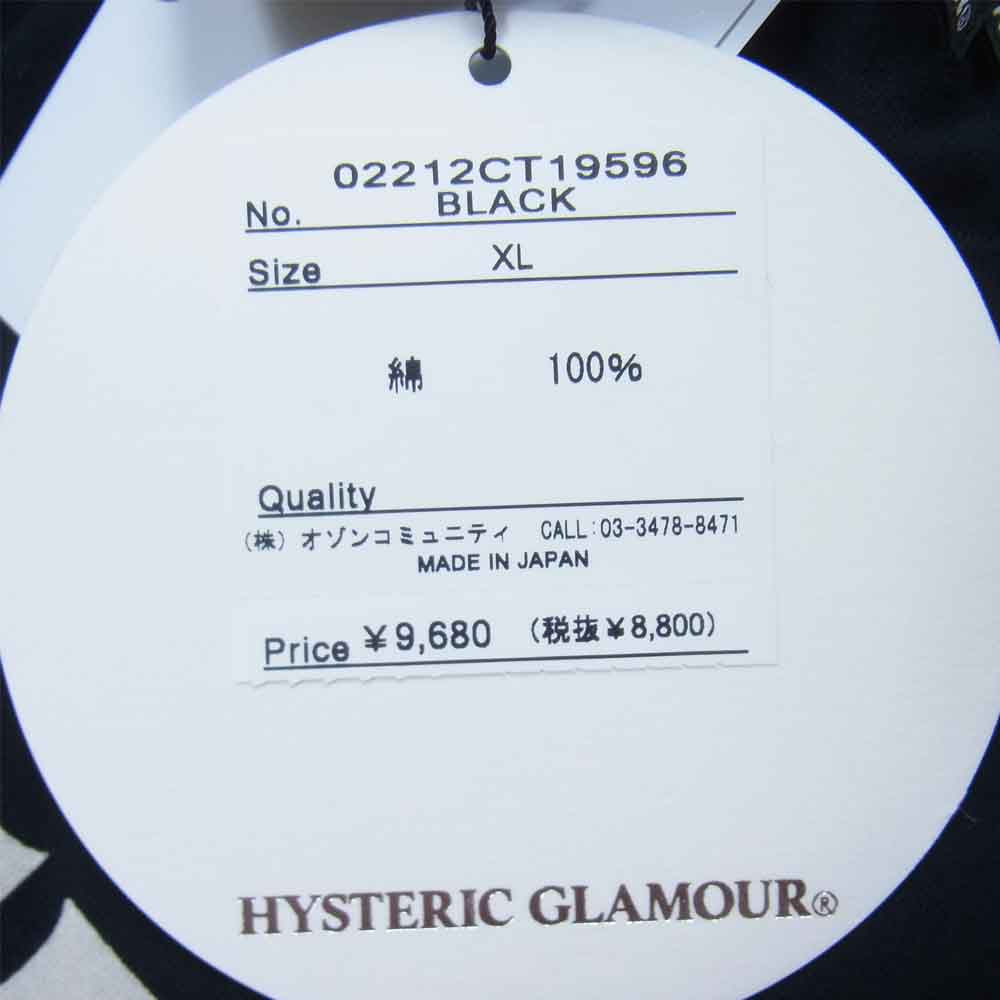 02212CT19596
No. BLACK
Size XL
綿 100%
Quality
(株) オゾンコミュニティ CALL:03-3478-8471
MADE IN JAPAN
Price ¥9,680 (税抜¥8,800)
HYSTERIC GLAMOUR®